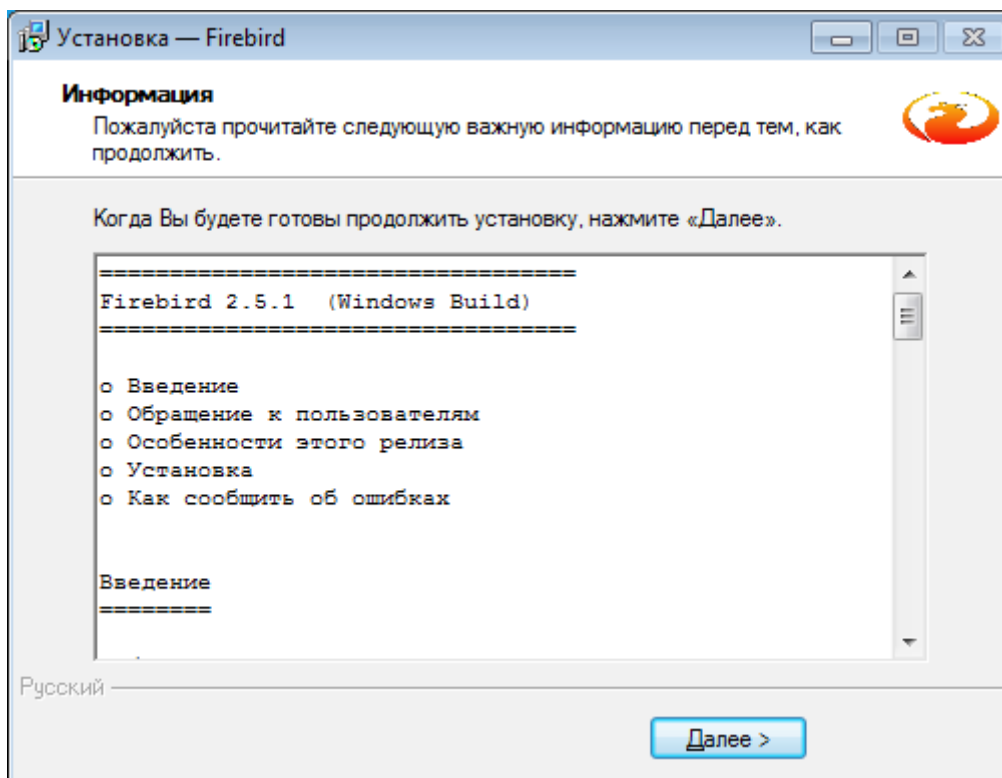 Установка — Firebird
Информация
Пожалуйста прочитайте следующую важную информацию перед тем, как
продолжить.
Когда Вы будете готовы продолжить установку, нажмите «Далее».
==================================
Firebird 2.5.1  (Windows Build)
==================================
o Введение
o Обращение к пользователям
o Особенности этого релиза
o Установка
o Как сообщить об ошибках
Введение
========
Русский
Далее >